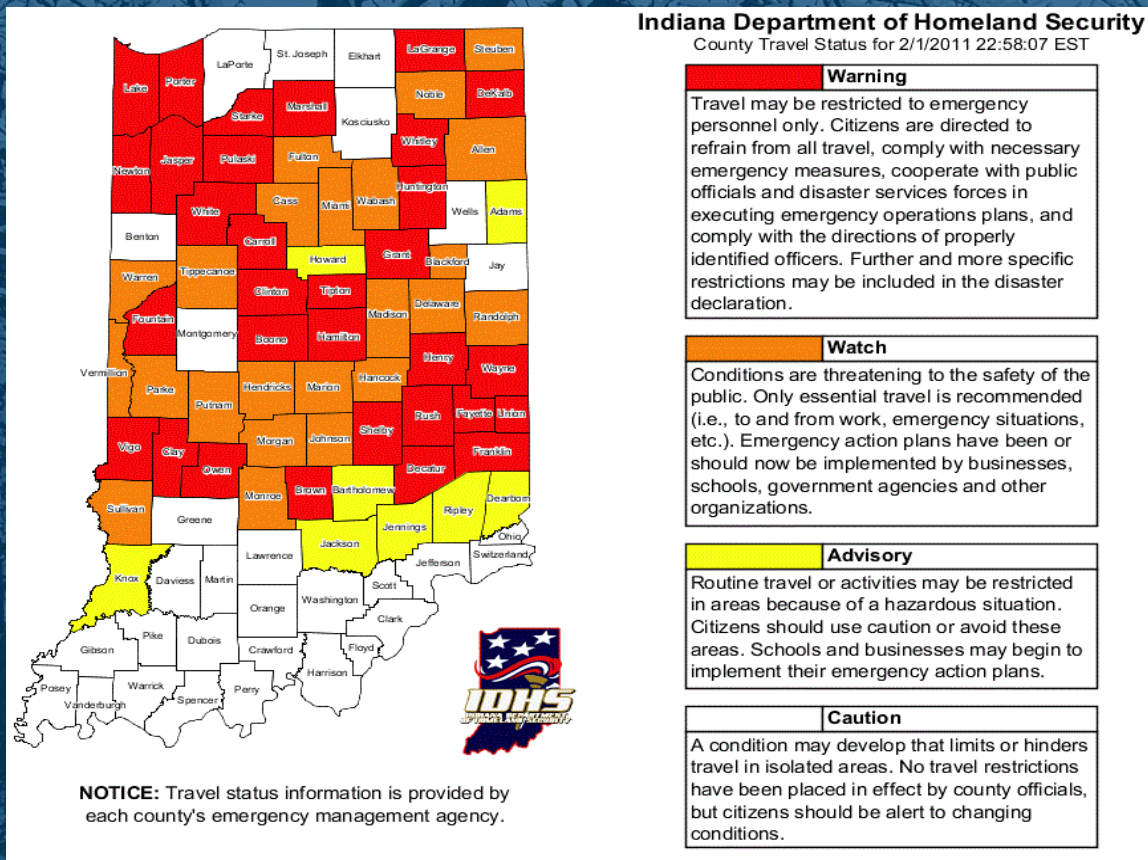 Indiana Department of Homeland Security
County Travel Status for 2/1/2011 22:58:07 EST
Warning
Travel may be restricted to emergency
personnel only. Citizens are directed to
refrain from all travel, comply with necessary
emergency measures, cooperate with public
officials and disaster services forces in
executing emergency operations plans, and
comply with the directions of properly
identified officers. Further and more specific
restrictions may be included in the disaster
declaration.
Watch
Conditions are threatening to the safety of the
public. Only essential travel is recommended
(i.e., to and from work, emergency situations,
etc.). Emergency action plans have been or
should now be implemented by businesses,
schools, government agencies and other
organizations.
Advisory
Routine travel or activities may be restricted
in areas because of a hazardous situation.
Citizens should use caution or avoid these
areas. Schools and businesses may begin to
implement their emergency action plans.
Caution
A condition may develop that limits or hinders
travel in isolated areas. No travel restrictions
have been placed in effect by county officials,
but citizens should be alert to changing
conditions.
Lake
Porter
LaPorte
St. Joseph
Elkhart
LaGrange
Steuben
Noble
DeKalb
Starke
Marshall
Kosciusko
Whitley
Allen
Newton
Jasper
Pulaski
Fulton
Cass
Miami
Wabash
Huntington
Wells
Adams
White
Benton
Carroll
Howard
Grant
Blackford
Jay
Warren
Tippecanoe
Clinton
Tipton
Madison
Delaware
Randolph
Fountain
Montgomery
Boone
Hamilton
Henry
Wayne
Vermillion
Parke
Putnam
Hendricks
Marion
Hancock
Rush
Fayette
Union
Shelby
Vigo
Clay
Owen
Morgan
Johnson
Franklin
Decatur
Sullivan
Greene
Monroe
Brown
Bartholomew
Dearborn
Ripley
Jennings
Jackson
Ohio
Switzerland
Jefferson
Lawrence
Knox
Daviess
Martin
Scott
Washington
Orange
Clark
Pike
Dubois
Gibson
Crawford
Floyd
Harrison
Posey
Vanderburgh
Warrick
Spencer
Perry
IDHS
INDIANA DEPARTMENT
OF HOMELAND SECURITY
NOTICE: Travel status information is provided by
each county's emergency management agency.